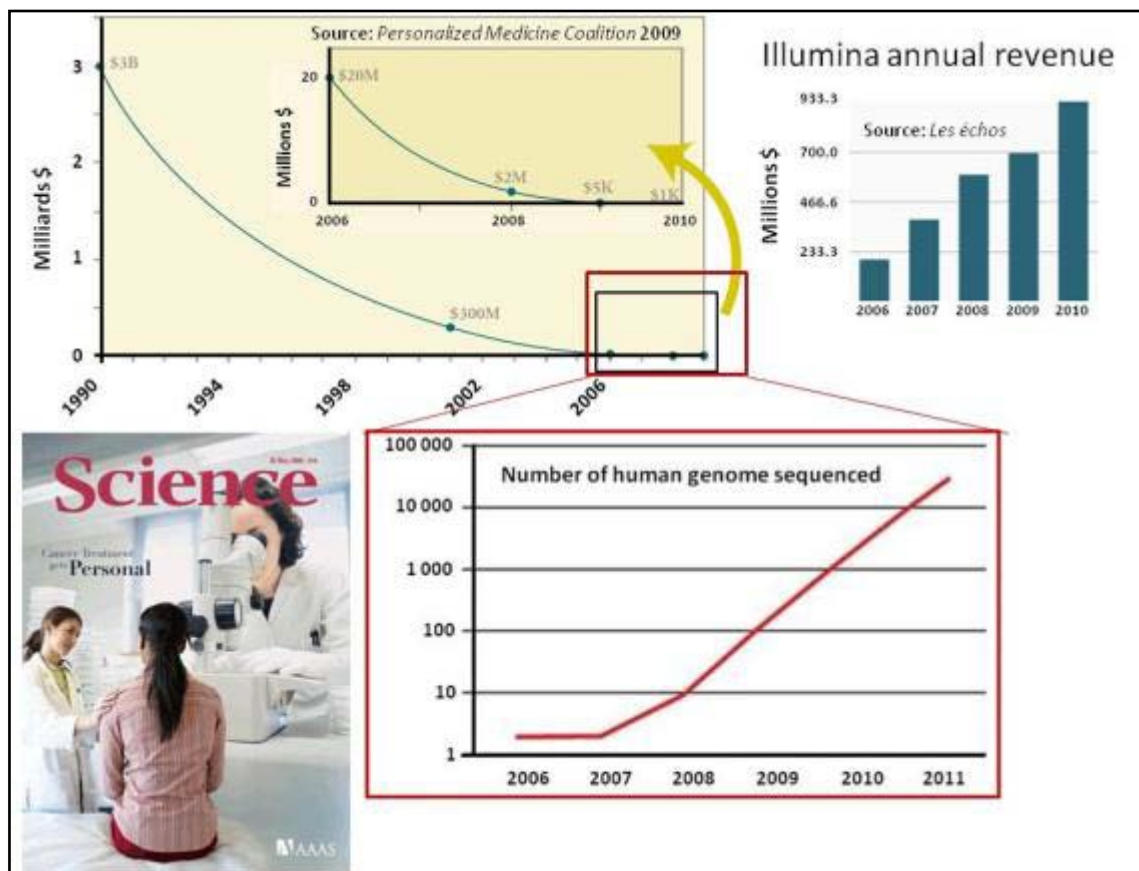 Source: Personalized Medicine Coalition 2009
Milliards $
3
2
1
0
$3B
$300M
1990
1994
1998
2002
2006
Millions $
20
0
$20M
$2M
$5K
$1K
2006
2008
2010
Illumina annual revenue
Source: Les échos
Millions $
933.3
700.0
466.6
233.3
2006
2007
2008
2009
2010
Science
Cancer Treatment
gets Personal
AAAS
Number of human genome sequenced
100 000
10 000
1 000
100
10
1
2006
2007
2008
2009
2010
2011